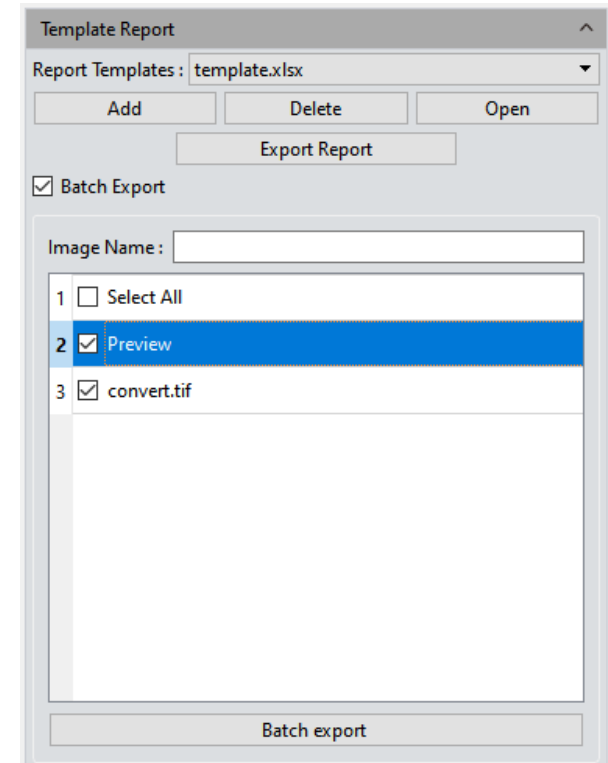 Template Report
Report Templates : template.xlsx
Add Delete Open
Export Report
Batch Export
Image Name :
1 Select All
2 Preview
3 convert.tif
Batch export